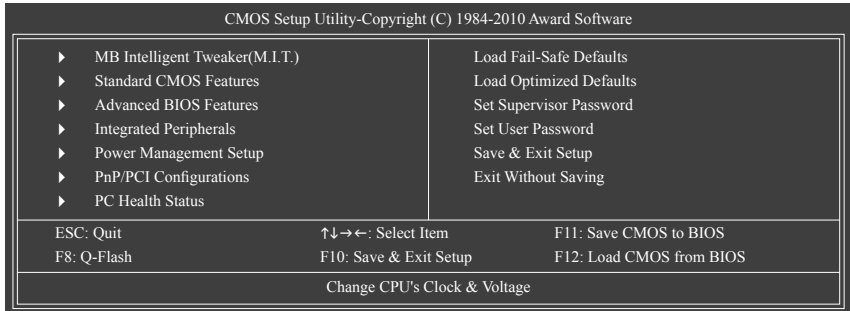 CMOS Setup Utility-Copyright (C) 1984-2010 Award Software
MB Intelligent Tweaker(M.I.T.)
Standard CMOS Features
Advanced BIOS Features
Integrated Peripherals
Power Management Setup
PnP/PCI Configurations
PC Health Status
Load Fail-Safe Defaults
Load Optimized Defaults
Set Supervisor Password
Set User Password
Save & Exit Setup
Exit Without Saving
ESC: Quit ↑↓→←: Select Item F11: Save CMOS to BIOS
F8: Q-Flash F10: Save & Exit Setup F12: Load CMOS from BIOS
Change CPU's Clock & Voltage